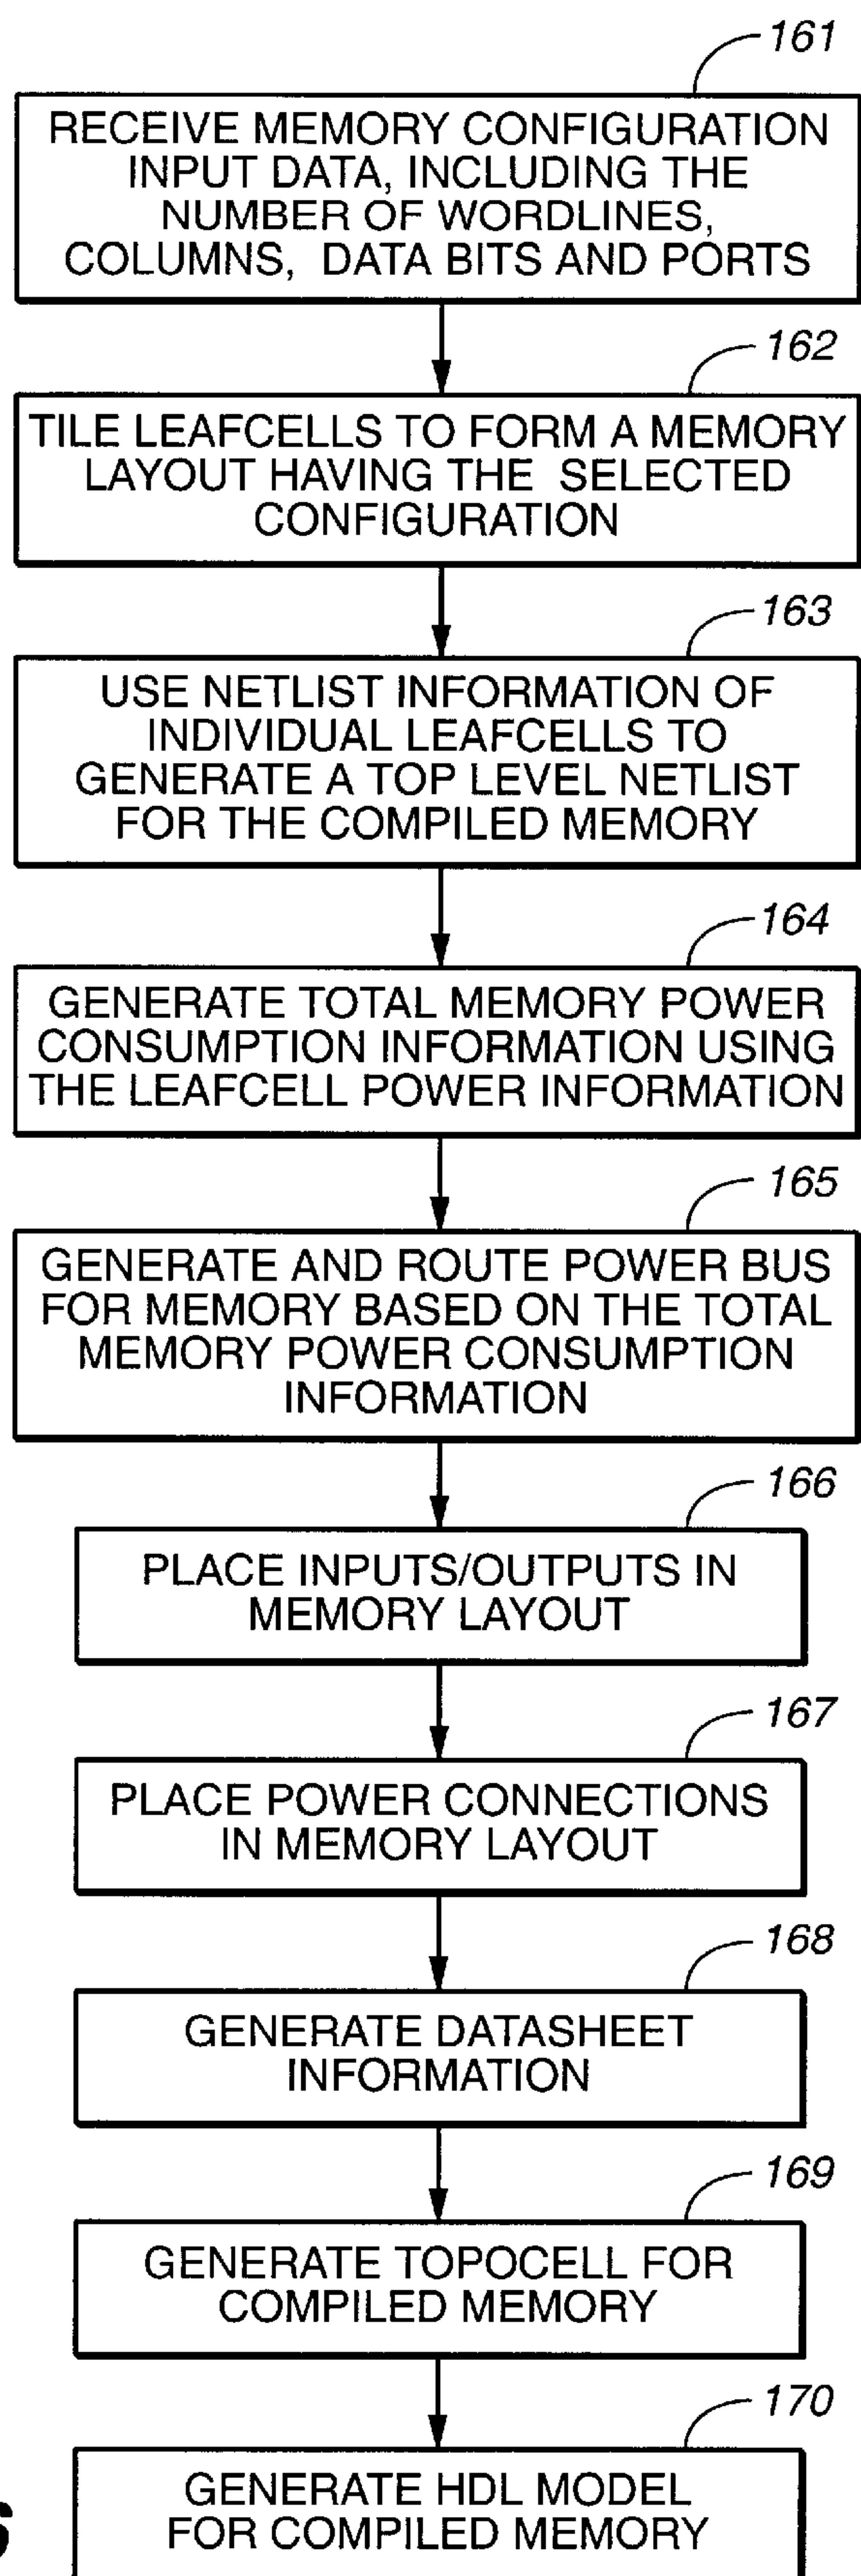 161
RECEIVE MEMORY CONFIGURATION
INPUT DATA, INCLUDING THE
NUMBER OF WORDLINES,
COLUMNS, DATA BITS AND PORTS
162
TILE LEAFCELLS TO FORM A MEMORY
LAYOUT HAVING THE SELECTED
CONFIGURATION
163
USE NETLIST INFORMATION OF
INDIVIDUAL LEAFCELLS TO
GENERATE A TOP LEVEL NETLIST
FOR THE COMPILED MEMORY
164
GENERATE TOTAL MEMORY POWER
CONSUMPTION INFORMATION USING
THE LEAFCELL POWER INFORMATION
165
GENERATE AND ROUTE POWER BUS
FOR MEMORY BASED ON THE TOTAL
MEMORY POWER CONSUMPTION
INFORMATION
166
PLACE INPUTS/OUTPUTS IN
MEMORY LAYOUT
167
PLACE POWER CONNECTIONS
IN MEMORY LAYOUT
168
GENERATE DATASHEET
INFORMATION
169
GENERATE TOPOCELL FOR
COMPILED MEMORY
170
GENERATE HDL MODEL
FOR COMPILED MEMORY